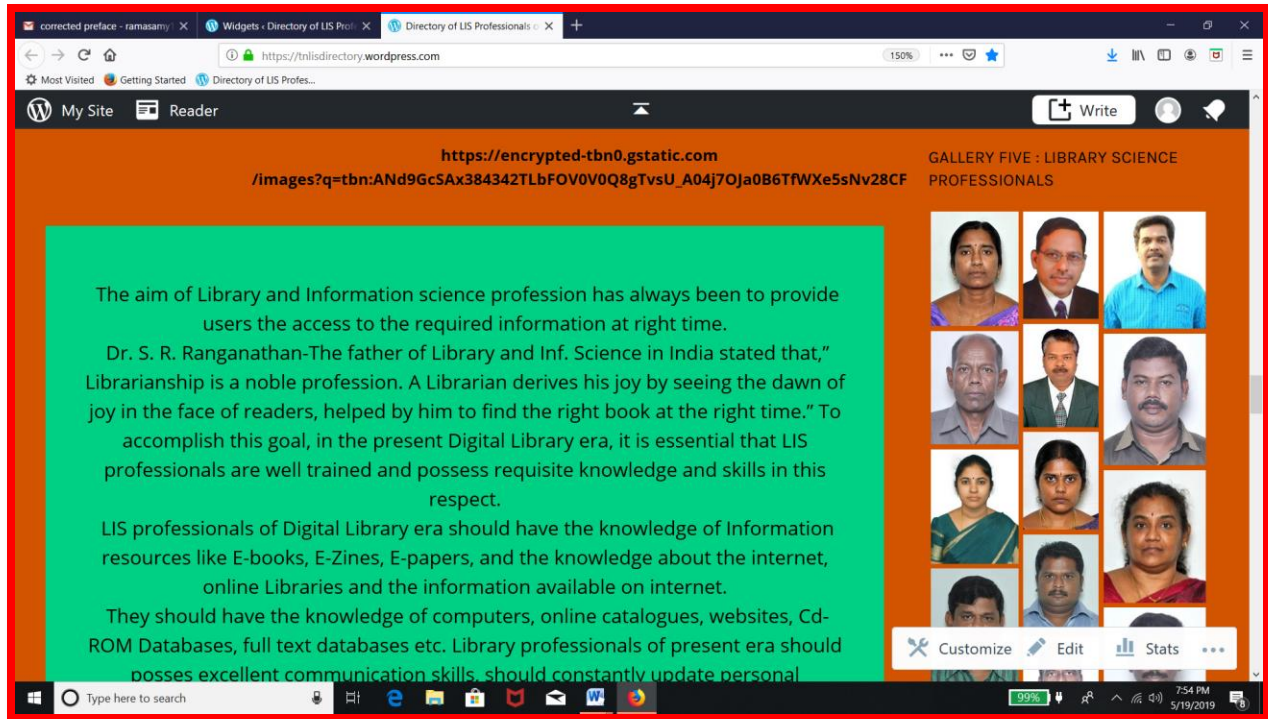 corrected preface - ramasamy
Widgets ‹ Directory of LIS Prof
Directory of LIS Professionals o
https://tnlisdirectory.wordpress.com
150%
Most Visited
Getting Started
Directory of LIS Profes...
My Site
Reader
Write
https://encrypted-tbn0.gstatic.com
/images?q=tbn:ANd9GcSAx384342TLbFOV0V0Q8gTvsU_A04j7OJa0B6TfWXe5sNv28CF
GALLERY FIVE : LIBRARY SCIENCE
PROFESSIONALS
The aim of Library and Information science profession has always been to provide
users the access to the required information at right time.
Dr. S. R. Ranganathan-The father of Library and Inf. Science in India stated that,”
Librarianship is a noble profession. A Librarian derives his joy by seeing the dawn of
joy in the face of readers, helped by him to find the right book at the right time.” To
accomplish this goal, in the present Digital Library era, it is essential that LIS
professionals are well trained and possess requisite knowledge and skills in this
respect.
LIS professionals of Digital Library era should have the knowledge of Information
resources like E-books, E-Zines, E-papers, and the knowledge about the internet,
online Libraries and the information available on internet.
They should have the knowledge of computers, online catalogues, websites, Cd-
ROM Databases, full text databases etc. Library professionals of present era should
posses excellent communication skills, should constantly update personal
Customize
Edit
Stats
Type here to search
99%
7:54 PM
5/19/2019
8